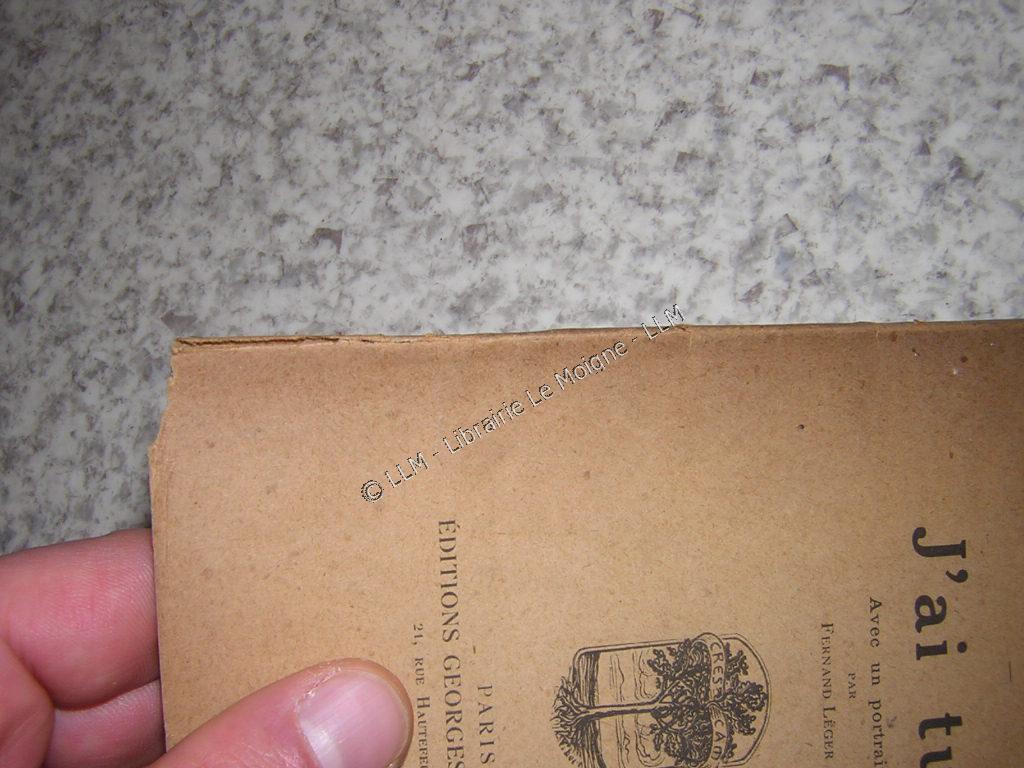 J'ai tu
Avec un portrai
PAR
FERNAND LÉGER
CRES
CAM
PARIS
ÉDITIONS GEORGES
21, RUE HAUTEFE
© LLM - Librairie Le Moigne - LLM